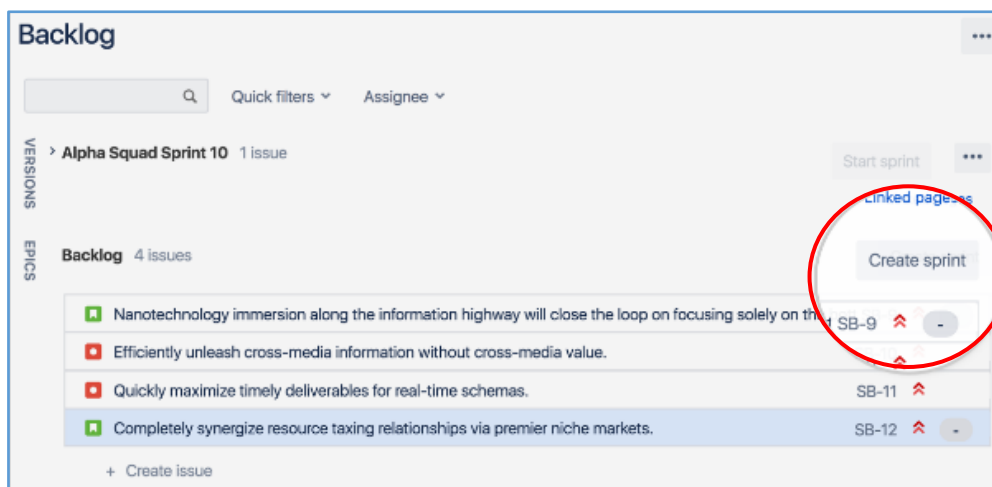 Backlog
Quick filters Assignee
VERSIONS
Alpha Squad Sprint 10 1 issue
Start sprint
Linked pages
EPICS
Backlog 4 issues
Create sprint
Nanotechnology immersion along the information highway will close the loop on focusing solely on the SB-9 -
Efficiently unleash cross-media information without cross-media value.
Quickly maximize timely deliverables for real-time schemas. SB-11
Completely synergize resource taxing relationships via premier niche markets. SB-12 -
+ Create issue